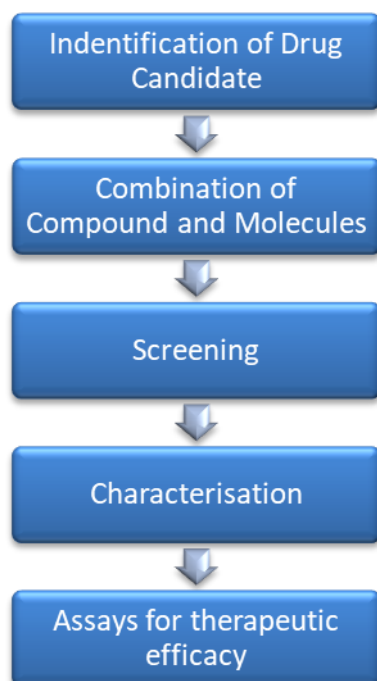 Indentification of Drug
Candidate
Combination of
Compound and Molecules
Screening
Characterisation
Assays for therapeutic
efficacy